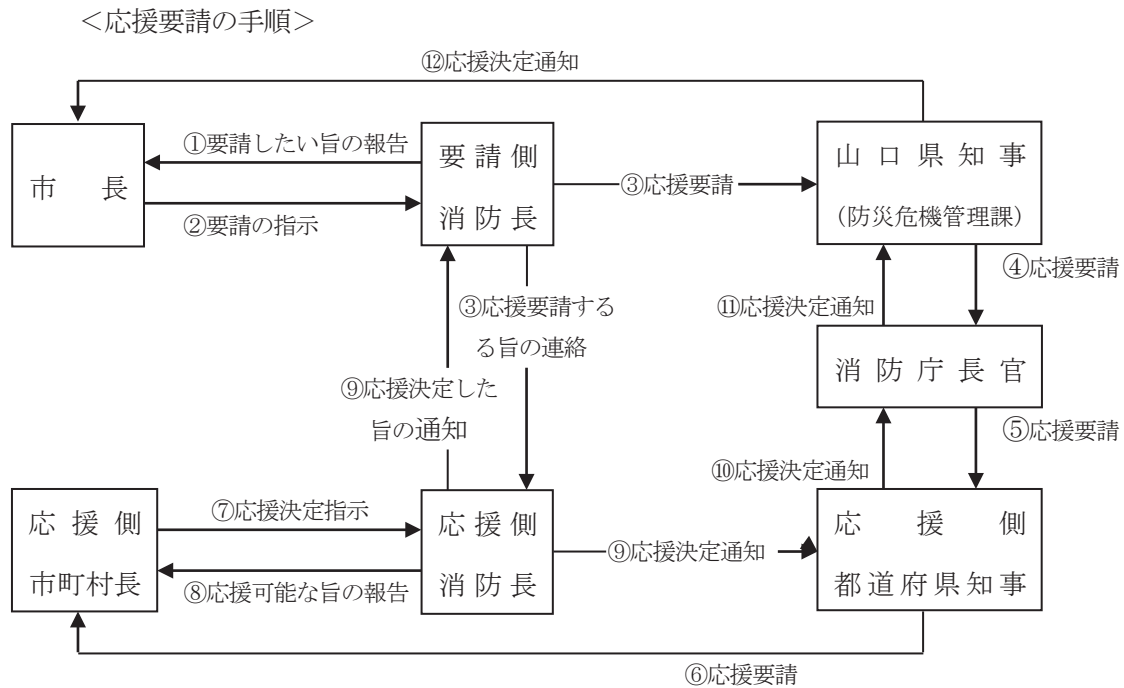 ＜応援要請の手順＞
⑫応援決定通知
市長
①要請したい旨の報告
②要請の指示
要請側
消防長
③応援要請
山口県知事
（防災危機管理課）
④応援要請
⑪応援決定通知
③応援要請する
る旨の連絡
消防庁長官
⑨応援決定した
旨の通知
⑤応援要請
⑩応援決定通知
応援側
市町村長
⑦応援決定指示
⑧応援可能な旨の報告
応援側
消防長
⑨応援決定通知
応援側
都道府県知事
⑥応援要請